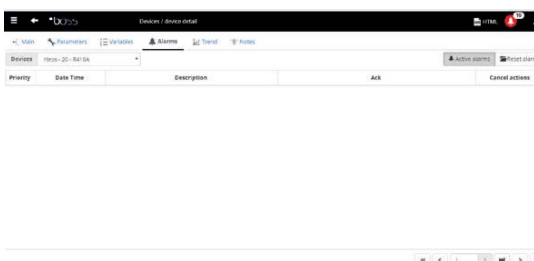 boss
Devices / device detail
HTML
10
Main
Parameters
Variables
Alarms
Trend
Notes
Devices
Active alarms
Reset alar
Priority
Date Time
Description
Ack
Cancel actions
1